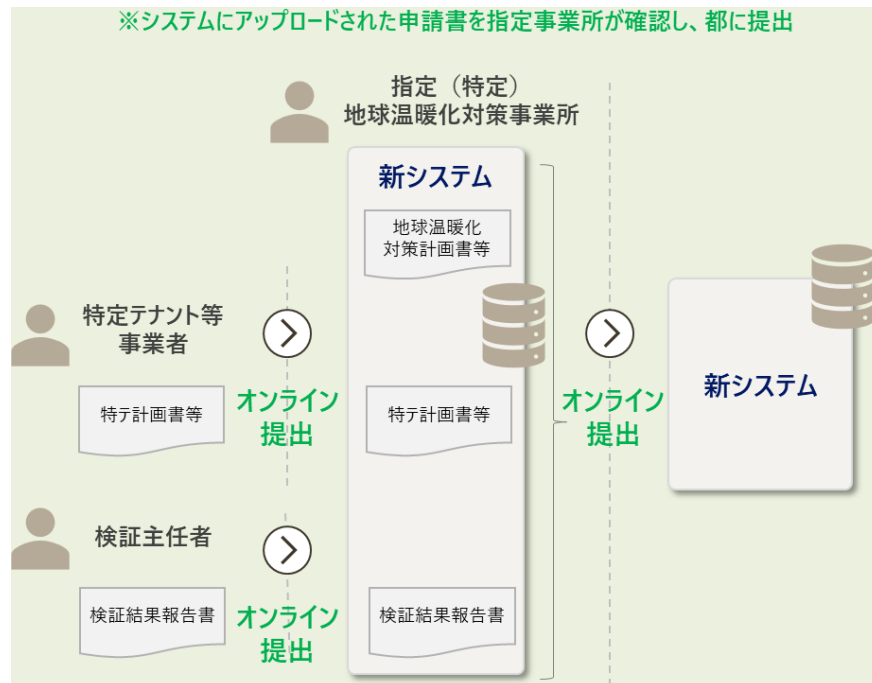 ※システムにアップロードされた申請書を指定事業所が確認し、都に提出
指定（特定）
地球温暖化対策事業所
新システム
地球温暖化
対策計画書等
特定テナント等
事業者
特テ計画書等
オンライン
提出
特テ計画書等
オンライン
提出
新システム
検証主任者
検証結果報告書
オンライン
提出
検証結果報告書